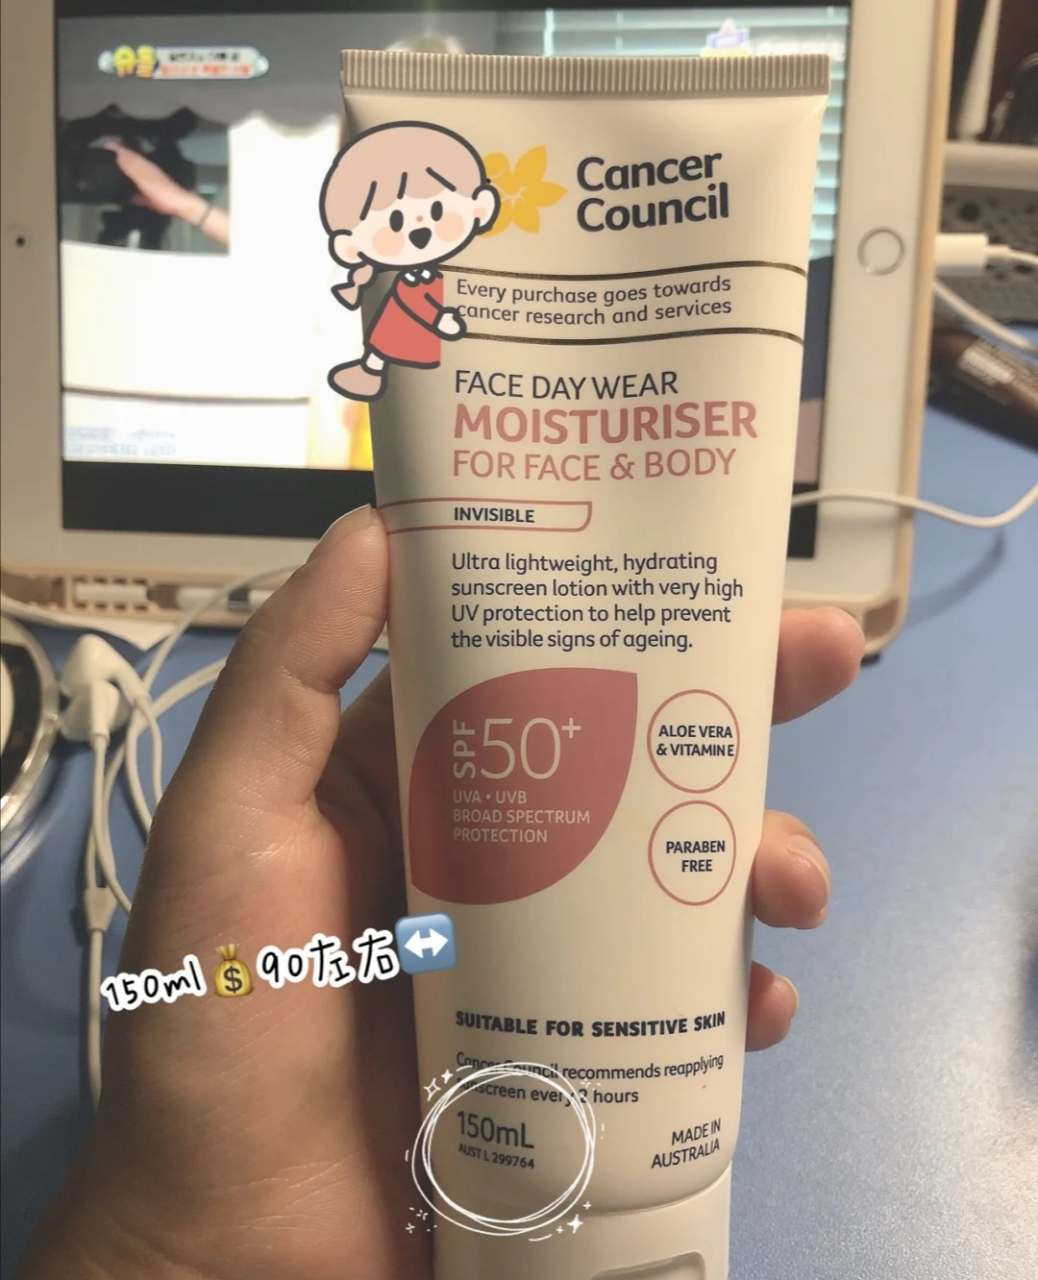 Cancer
Council
Every purchase goes towards
cancer research and services
FACE DAY WEAR
MOISTURISER
FOR FACE & BODY
INVISIBLE
Ultra lightweight, hydrating
sunscreen lotion with very high
UV protection to help prevent
the visible signs of ageing.
SPF 50+
UVA • UVB
BROAD SPECTRUM
PROTECTION
ALOE VERA
& VITAMIN E
PARABEN
FREE
150ml 💰90左右↔️
SUITABLE FOR SENSITIVE SKIN
Cancer Council recommends reapplying
sunscreen every 2 hours
150mL
AUST L 299764
MADE IN
AUSTRALIA